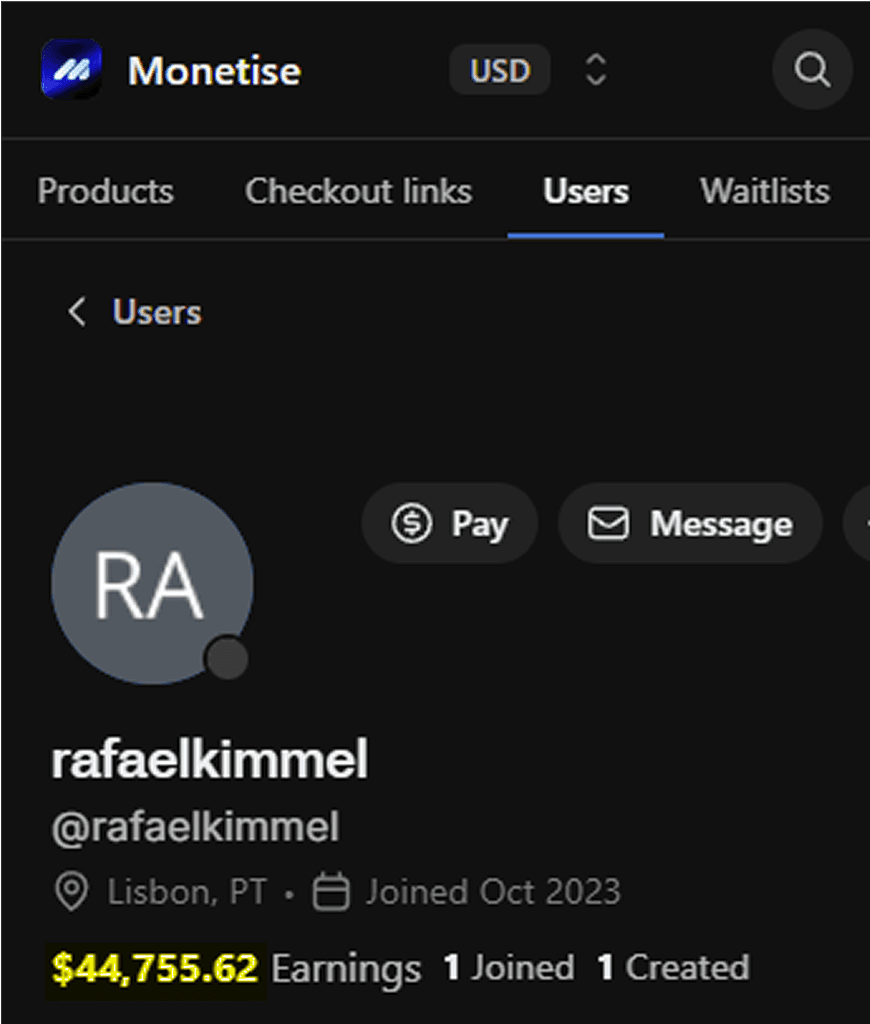 Monetise USD
Products Checkout links Users Waitlists
Users
Pay Message
RA
rafaelkimmel
@rafaelkimmel
Lisbon, PT • Joined Oct 2023
$44,755.62 Earnings 1 Joined 1 Created